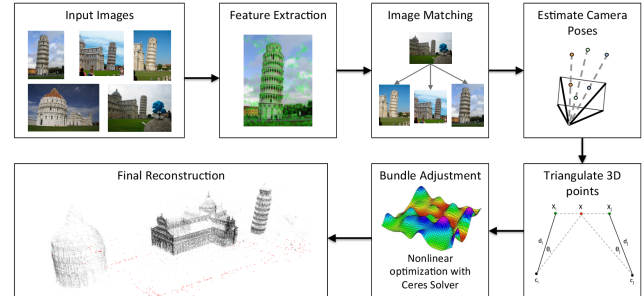 Input Images
Feature Extraction
Image Matching
Estimate Camera
Poses
Final Reconstruction
Bundle Adjustment
Nonlinear
optimization with
Ceres Solver
Triangulate 3D
points